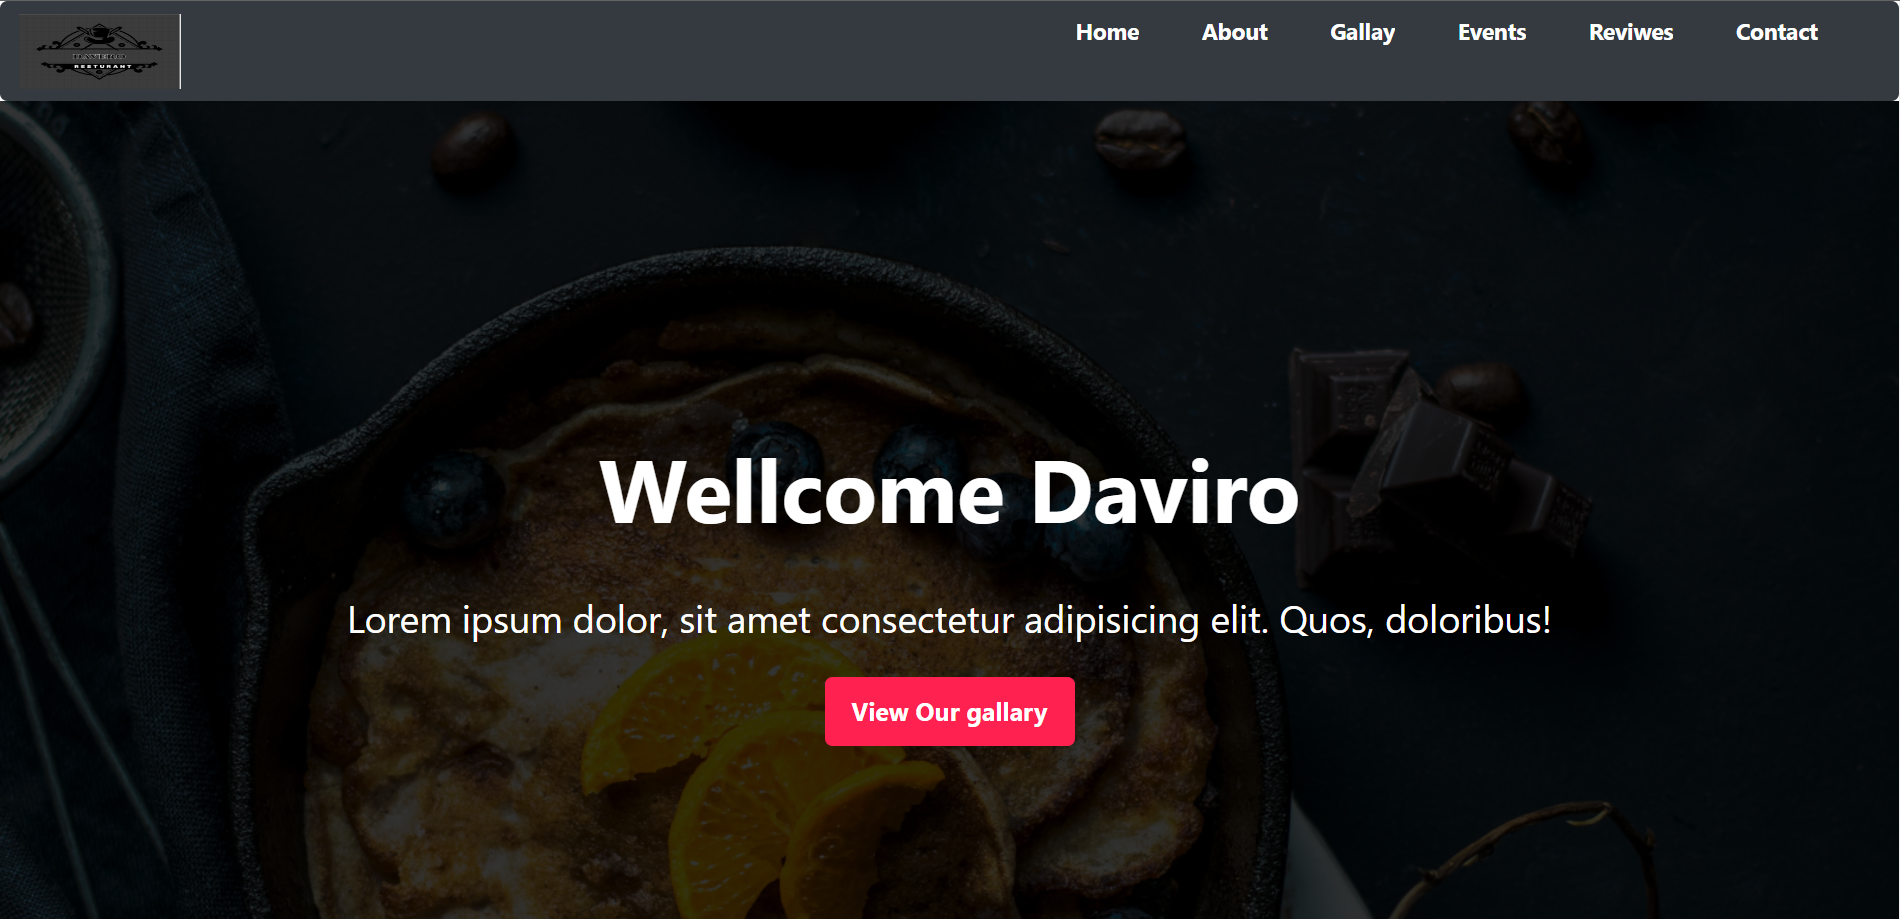 RESTURANT
Home About Gallay Events Reviwes Contact
Wellcome Daviro
Lorem ipsum dolor, sit amet consectetur adipisicing elit. Quos, doloribus!
View Our gallary